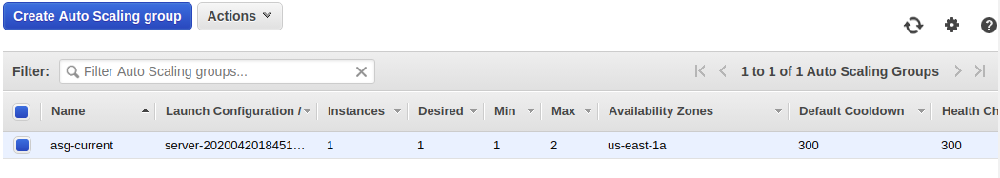 Create Auto Scaling group Actions
Filter: Filter Auto Scaling groups... 1 to 1 of 1 Auto Scaling Groups
Name Launch Configuration / Instances Desired Min Max Availability Zones Default Cooldown Health Ch
asg-current server-2020042018451… 1 1 1 2 us-east-1a 300 300